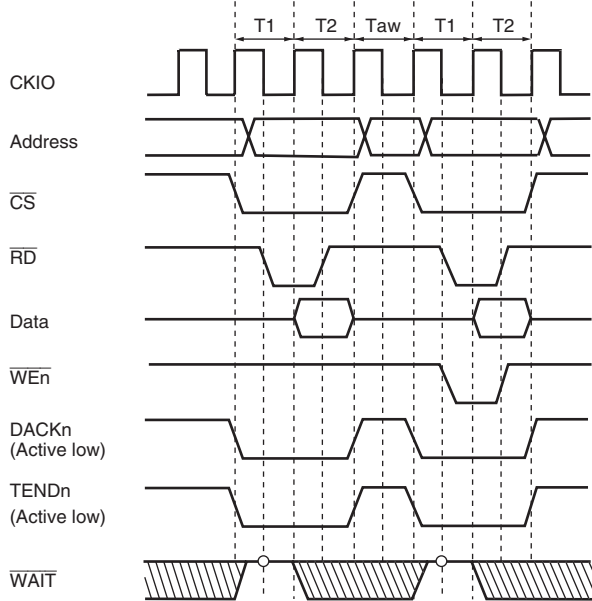 T1 T2 Taw T1 T2
CKIO
Address
CS
RD
Data
WEn
DACKn
(Active low)
TENDn
(Active low)
WAIT